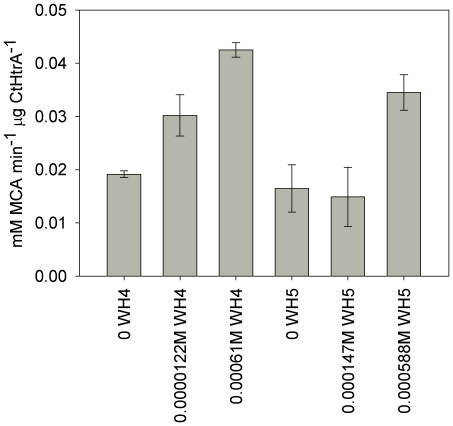 mM MCA min⁻¹ µg CtHtrA⁻¹
0.05
0.04
0.03
0.02
0.01
0.00
0 WH4
0.0000122M WH4
0.00061M WH4
0 WH5
0.000147M WH5
0.000588M WH5